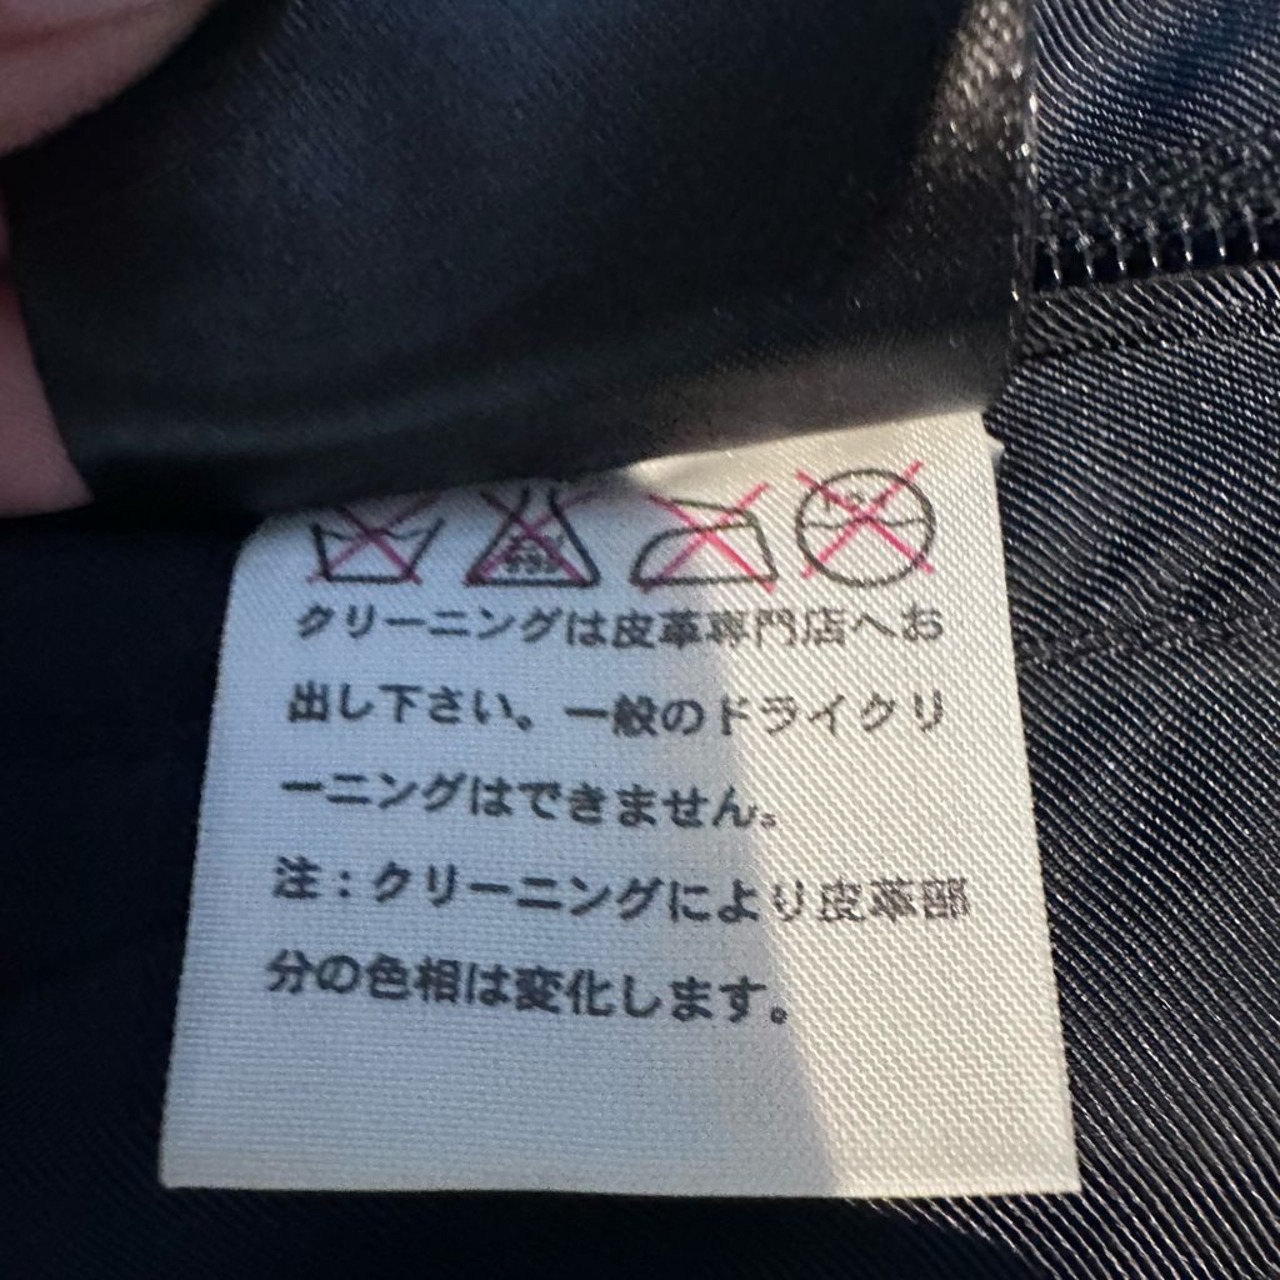 クリーニングは皮革専門店へお
出し下さい。一般のドライクリ
ーニングはできません。
注：クリーニングにより皮革部
分の色相は変化します。